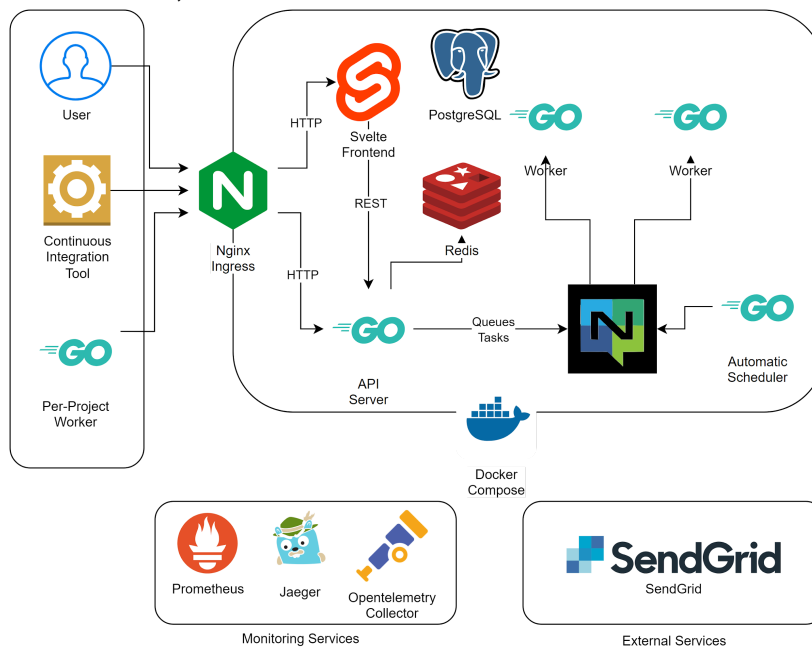 User
Continuous
Integration
Tool
GO
Per-Project
Worker
N
Nginx
Ingress
HTTP
HTTP
Svelte
Frontend
REST
PostgreSQL
Redis
GO
API
Server
Queues
Tasks
GO
Worker
GO
Worker
N
GO
Automatic
Scheduler
Docker
Compose
Prometheus
Jaeger
Opentelemetry
Collector
Monitoring Services
SendGrid
SendGrid
External Services